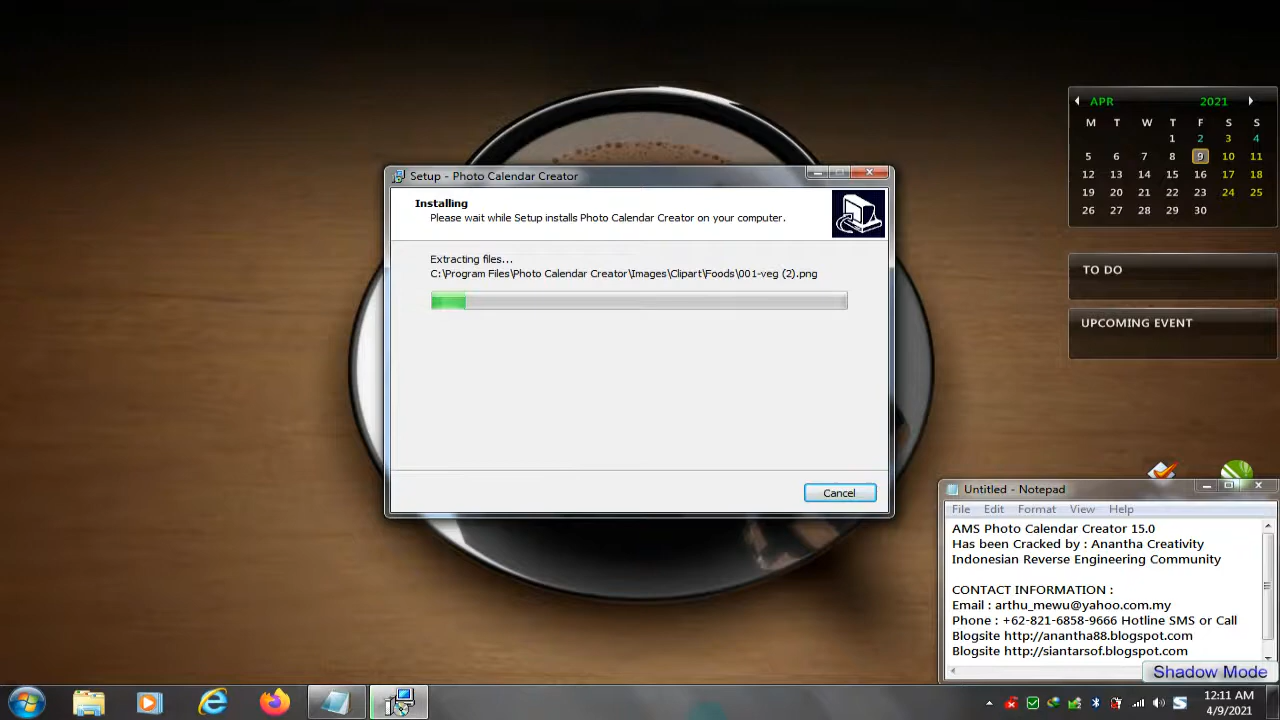 APR 2021
M T W T F S S
1 2 3 4
5 6 7 8 9 10 11
12 13 14 15 16 17 18
19 20 21 22 23 24 25
26 27 28 29 30
Setup - Photo Calendar Creator
Installing
Please wait while Setup installs Photo Calendar Creator on your computer.
Extracting files...
C:\Program Files\Photo Calendar Creator\Images\Clipart\Foods\001-veg (2).png
Cancel
TO DO
UPCOMING EVENT
Untitled - Notepad
File Edit Format View Help
AMS Photo Calendar Creator 15.0
Has been Cracked by : Anantha Creativity
Indonesian Reverse Engineering Community
CONTACT INFORMATION :
Email : arthu_mewu@yahoo.com.my
Phone : +62-821-6858-9666 Hotline SMS or Call
Blogsite http://anantha88.blogspot.com
Blogsite http://siantarsof.blogspot.com
Shadow Mode
12:11 AM
4/9/2021